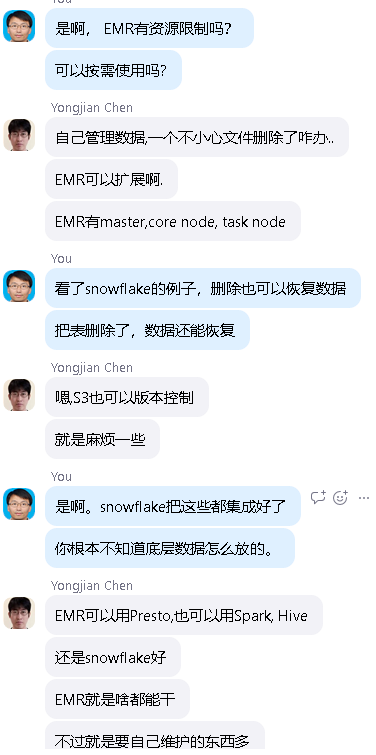 You
是啊， EMR有资源限制吗？
可以按需使用吗？
Yongjian Chen
自己管理数据,一个不小心文件删除了咋办..
EMR可以扩展啊.
EMR有master,core node, task node
You
看了snowflake的例子，删除也可以恢复数据
把表删除了，数据还能恢复
Yongjian Chen
嗯,S3也可以版本控制
就是麻烦一些
You
是啊。snowflake把这些都集成好了
你根本不知道底层数据怎么放的。
Yongjian Chen
EMR可以用Presto,也可以用Spark, Hive
还是snowflake好
EMR就是啥都能干
不过就是要自己维护的东西多